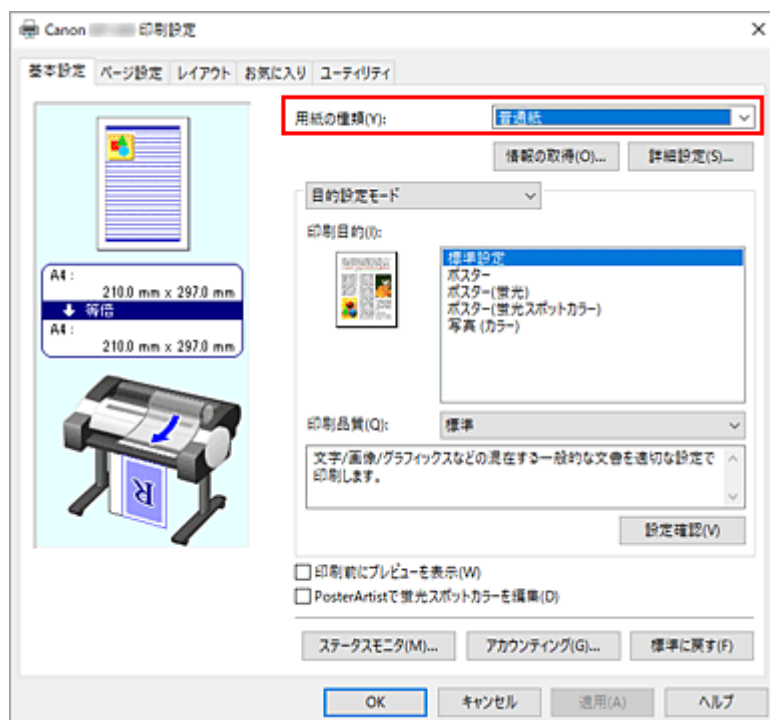 Canon 印刷設定
基本設定 ページ設定 レイアウト お気に入り ユーティリティ
用紙の種類(Y): 普通紙
情報の取得(O)... 詳細設定(S)...
目的設定モード
印刷目的(I):
標準設定
ポスター
ポスター(蛍光)
ポスター(蛍光スポットカラー)
写真 (カラー)
A4 :
210.0 mm x 297.0 mm
等倍
A4 :
210.0 mm x 297.0 mm
R
印刷品質(Q): 標準
文字/画像/グラフィックスなどの混在する一般的な文書を適切な設定で
印刷します。
設定確認(V)
印刷前にプレビューを表示(W)
PosterArtistで蛍光スポットカラーを編集(D)
ステータスモニタ(M)... アカウンティング(G)... 標準に戻す(F)
OK キャンセル 適用(A) ヘルプ